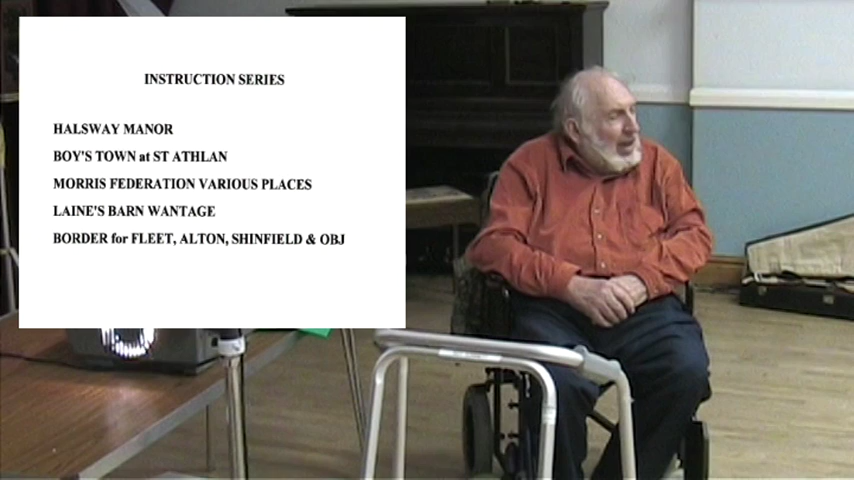 INSTRUCTION SERIES
HALSWAY MANOR
BOY'S TOWN at ST ATHLAN
MORRIS FEDERATION VARIOUS PLACES
LAINE'S BARN WANTAGE
BORDER for FLEET, ALTON, SHINFIELD & OBJ